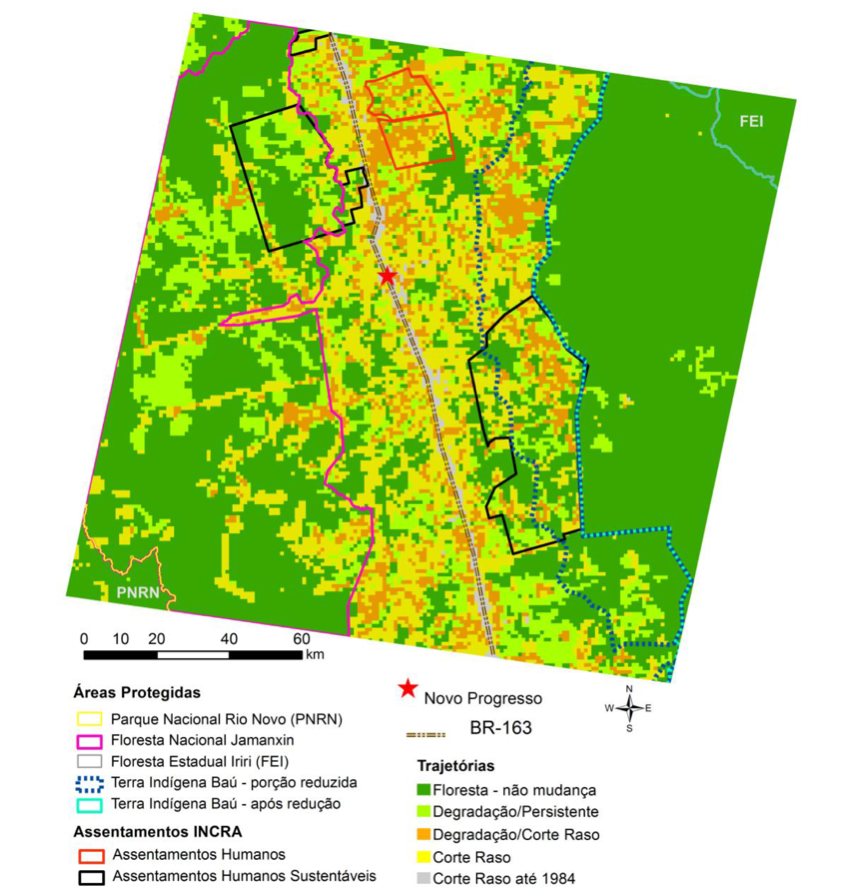 FEI
PNRN
0 10 20 40 60
km
Áreas Protegidas
Parque Nacional Rio Novo (PNRN)
Floresta Nacional Jamanxin
Floresta Estadual Iriri (FEI)
Terra Indígena Baú - porção reduzida
Terra Indígena Baú - após redução
Assentamentos INCRA
Assentamentos Humanos
Assentamentos Humanos Sustentáveis
Novo Progresso
BR-163
N
W E
S
Trajetórias
Floresta - não mudança
Degradação/Persistente
Degradação/Corte Raso
Corte Raso
Corte Raso até 1984